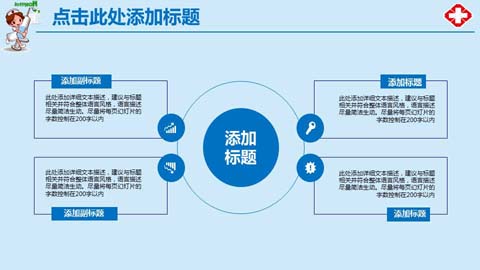 点击此处添加标题
添加副标题
此处添加详细文本描述，建议与标题
相关并符合整体语言风格，语言描述
尽量简洁生动。尽量将每页幻灯片的
字数控制在200字以内
添加标题
此处添加详细文本描述，建议与标题
相关并符合整体语言风格，语言描述
尽量简洁生动。尽量将每页幻灯片的
字数控制在200字以内
添加
标题
此处添加详细文本描述，建议与标题
相关并符合整体语言风格，语言描述
尽量简洁生动。尽量将每页幻灯片的
字数控制在200字以内
添加副标题
此处添加详细文本描述，建议与标题
相关并符合整体语言风格，语言描述
尽量简洁生动。尽量将每页幻灯片的
字数控制在200字以内
添加标题